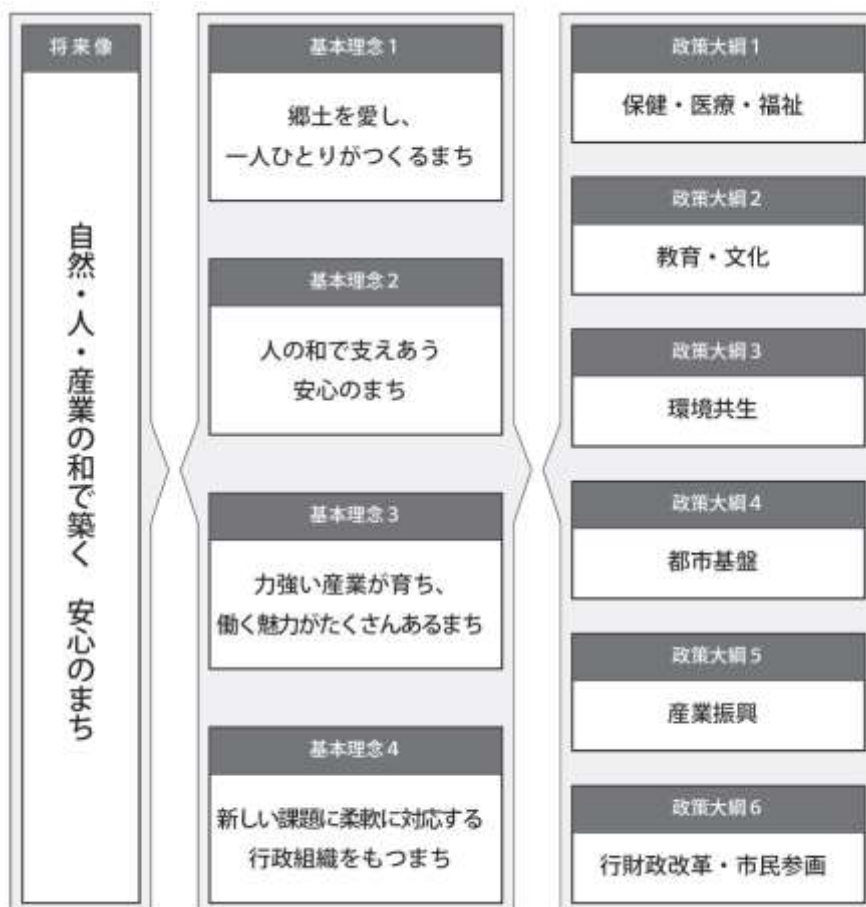 将来像
自然・人・産業の和で築く　安心のまち
基本理念1
郷土を愛し、
一人ひとりがつくるまち
基本理念2
人の和で支えあう
安心のまち
基本理念3
力強い産業が育ち、
働く魅力がたくさんあるまち
基本理念4
新しい課題に柔軟に対応する
行政組織をもつまち
政策大綱1
保健・医療・福祉
政策大綱2
教育・文化
政策大綱3
環境共生
政策大綱4
都市基盤
政策大綱5
産業振興
政策大綱6
行財政改革・市民参画